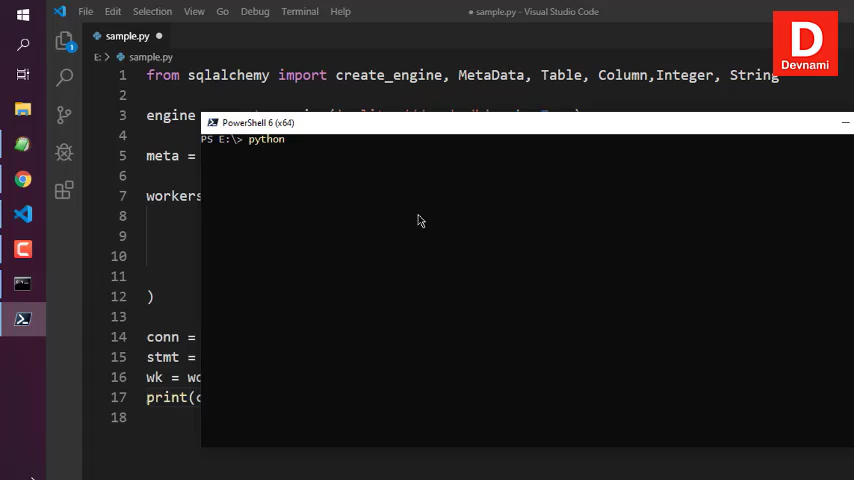 File Edit Selection View Go Debug Terminal Help
● sample.py - Visual Studio Code
D
Devnami
sample.py ●
E: > sample.py
1 from sqlalchemy import create_engine, MetaData, Table, Column,Integer, String
2
3 engine
4
5 meta =
6
7 workers
8
9
10
11
12 )
13
14 conn =
15 stmt =
16 wk = wo
17 print(c
18
PowerShell 6 (x64)
PS E:\> python
1